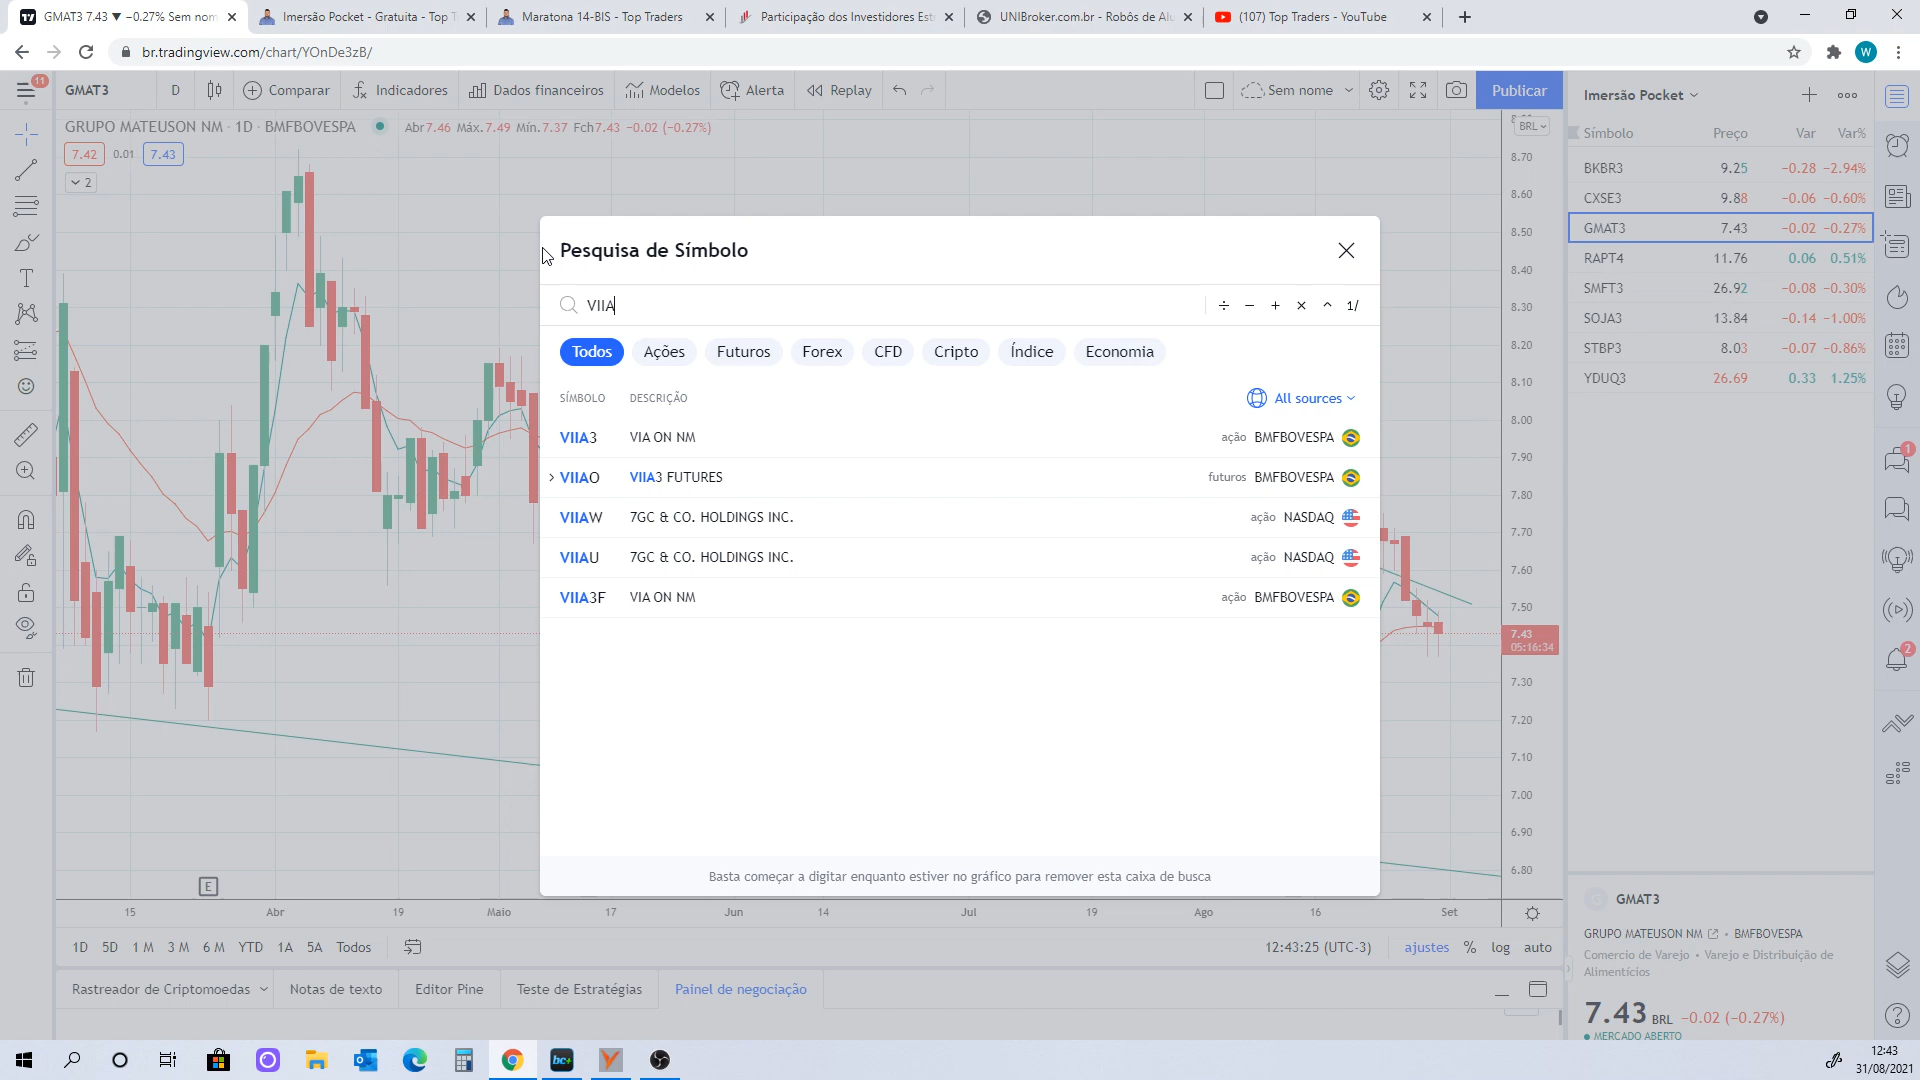 GMAT3 7.43 ▼ −0.27% Sem nom
Imersão Pocket - Gratuita - Top T
Maratona 14-BIS - Top Traders
Participação dos Investidores Est
UNIBroker.com.br - Robôs de Alu
(107) Top Traders - YouTube
br.tradingview.com/chart/YOnDe3zB/
W
11
GMAT3
D
Comparar
Indicadores
Dados financeiros
Modelos
Alerta
Replay
Sem nome
Publicar
GRUPO MATEUSON NM · 1D · BMFBOVESPA
Abr7.46 Máx.7.49 Mín.7.37 Fch7.43 −0.02 (−0.27%)
7.42 0.01 7.43
2
BRL
8.70
8.60
8.50
8.40
8.30
8.20
8.10
8.00
7.90
7.80
7.70
7.60
7.50
7.43
05:16:34
7.30
7.20
7.10
7.00
6.90
6.80
Pesquisa de Símbolo
VIIA
÷ − + × ^ 1/
Todos Ações Futuros Forex CFD Cripto Índice Economia
SÍMBOLO DESCRIÇÃO All sources
VIIA3 VIA ON NM ação BMFBOVESPA
VIIAO VIIA3 FUTURES futuros BMFBOVESPA
VIIAW 7GC & CO. HOLDINGS INC. ação NASDAQ
VIIAU 7GC & CO. HOLDINGS INC. ação NASDAQ
VIIA3F VIA ON NM ação BMFBOVESPA
Basta começar a digitar enquanto estiver no gráfico para remover esta caixa de busca
E
15 Abr 19 Maio 17 Jun 14 Jul 19 Ago 16 Set
1D 5D 1M 3M 6M YTD 1A 5A Todos
12:43:25 (UTC-3) ajustes % log auto
Rastreador de Criptomoedas Notas de texto Editor Pine Teste de Estratégias Painel de negociação
Imersão Pocket
Símbolo Preço Var Var%
BKBR3 9.25 −0.28 −2.94%
CXSE3 9.88 −0.06 −0.60%
GMAT3 7.43 −0.02 −0.27%
RAPT4 11.76 0.06 0.51%
SMFT3 26.92 −0.08 −0.30%
SOJA3 13.84 −0.14 −1.00%
STBP3 8.03 −0.07 −0.86%
YDUQ3 26.69 0.33 1.25%
1
2
GMAT3
GRUPO MATEUSON NM • BMFBOVESPA
Comercio de Varejo • Varejo e Distribuição de
Alimentícios
7.43 BRL −0.02 (−0.27%)
MERCADO ABERTO
bc+
12:43
31/08/2021